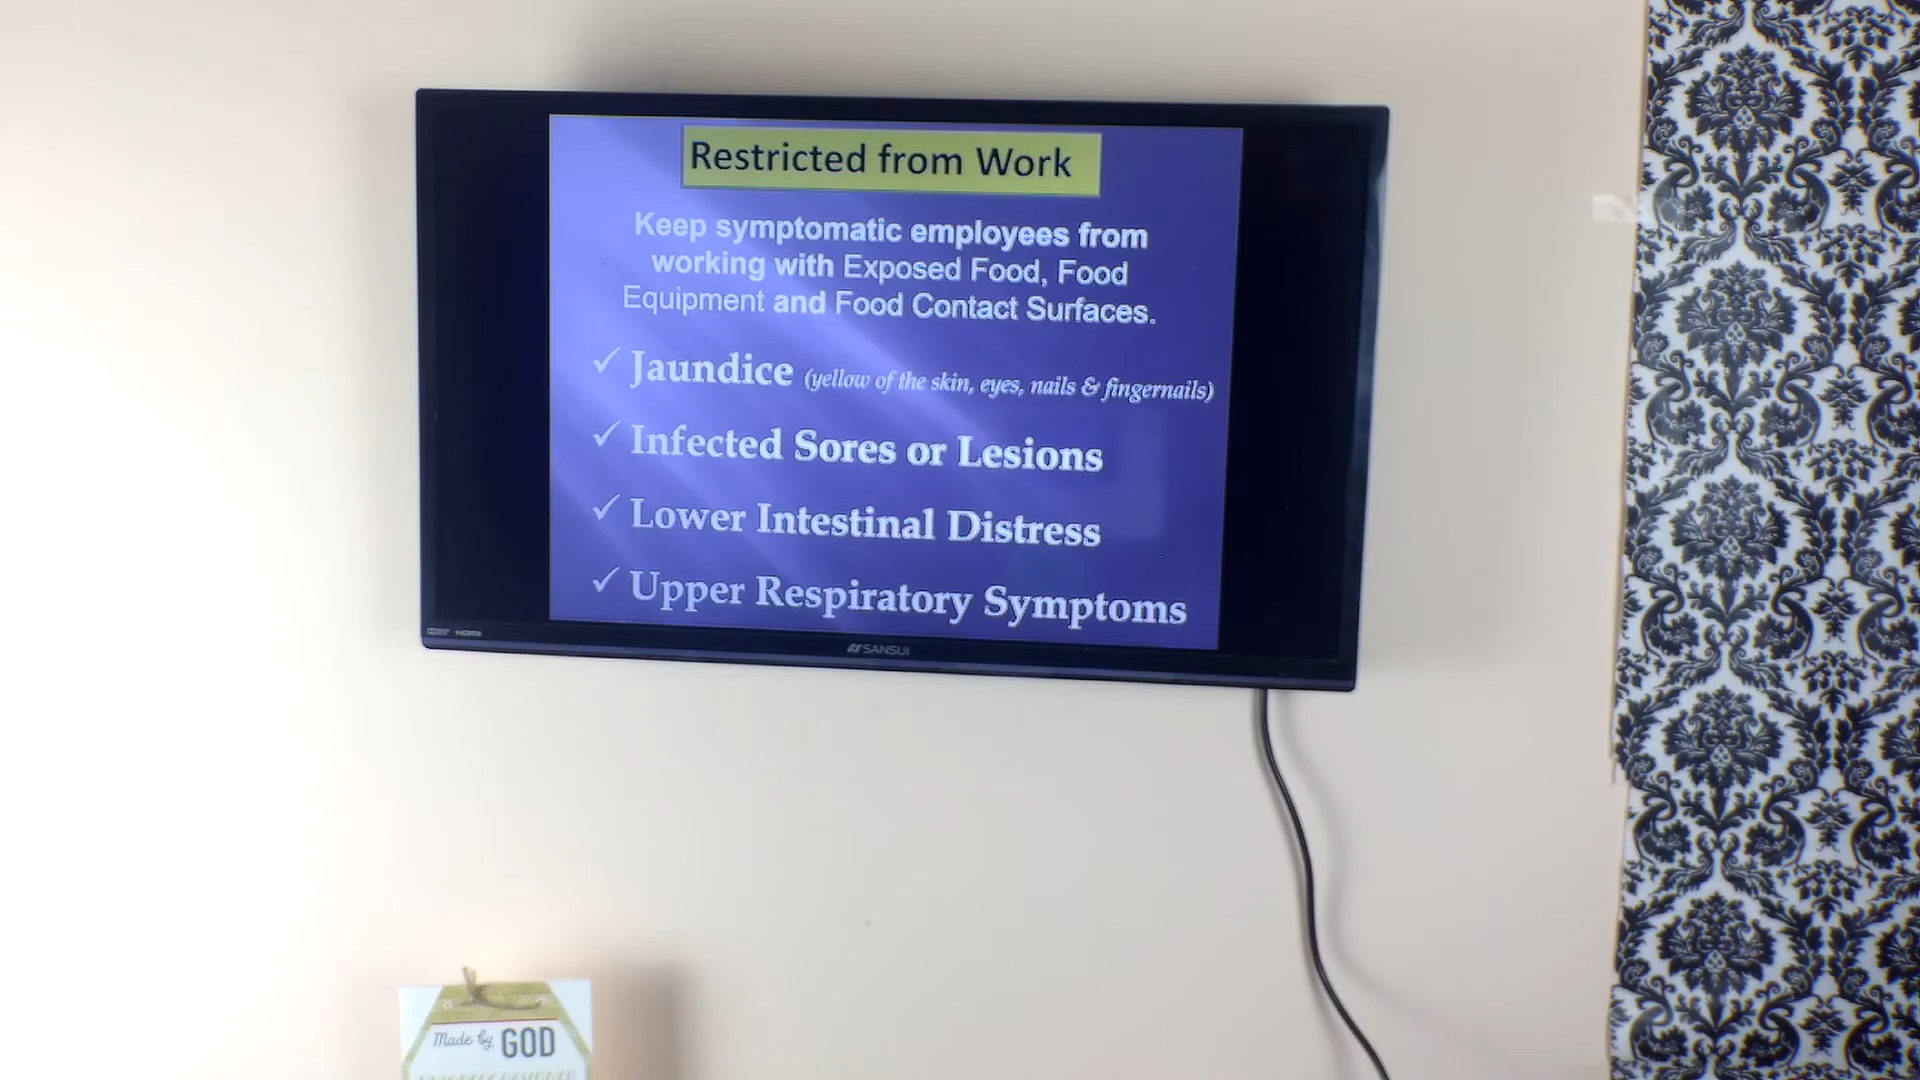 Restricted from Work
Keep symptomatic employees from
working with Exposed Food, Food
Equipment and Food Contact Surfaces.
✓ Jaundice (yellow of the skin, eyes, nails & fingernails)
✓ Infected Sores or Lesions
✓ Lower Intestinal Distress
✓ Upper Respiratory Symptoms
HDMI
SANSUI
Made by GOD